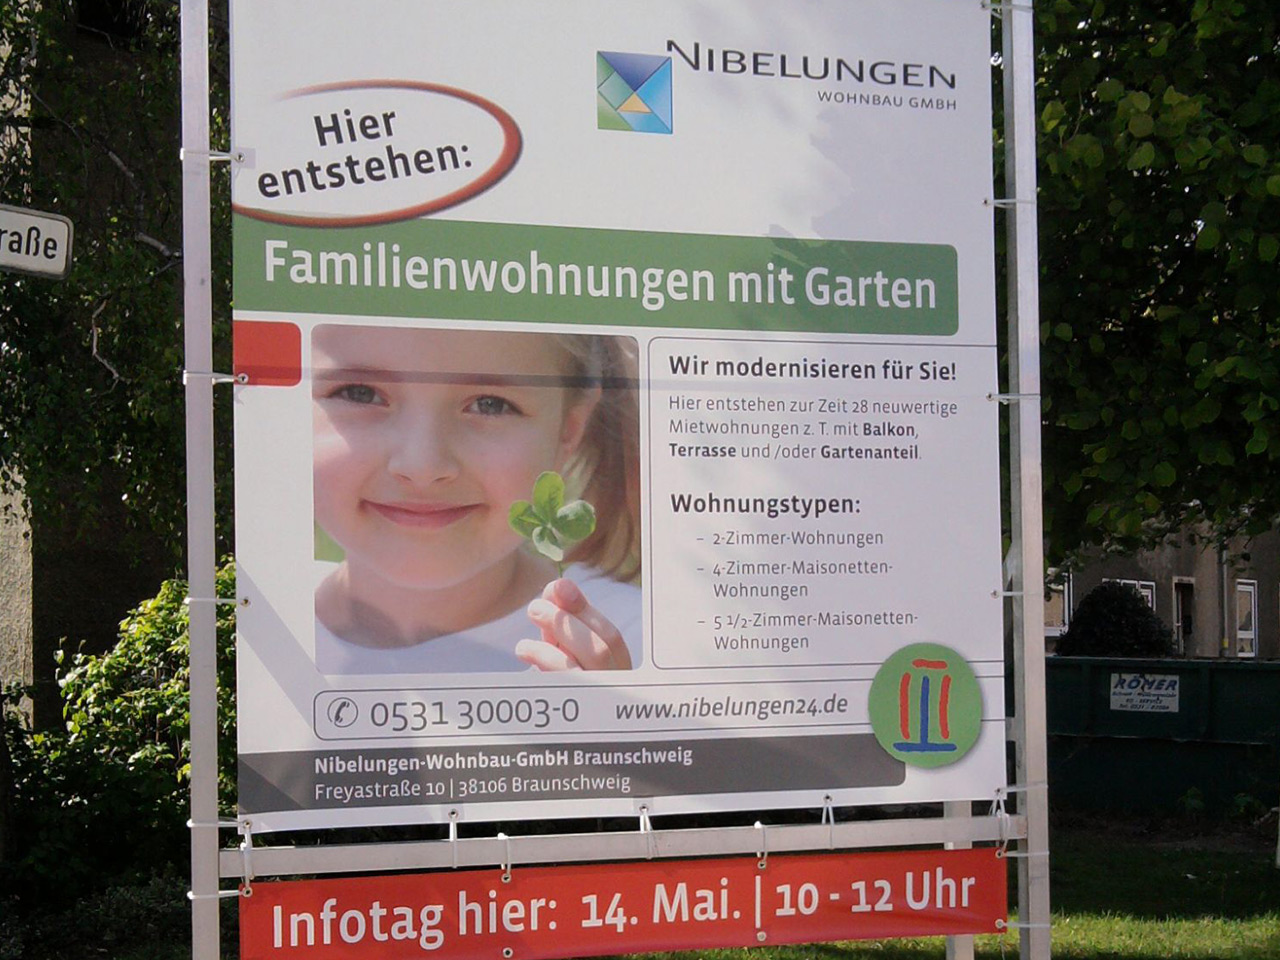 NIBELUNGEN
WOHNBAU GMBH
Hier
entstehen:
raße
Familienwohnungen mit Garten
Wir modernisieren für Sie!
Hier entstehen zur Zeit 28 neuwertige
Mietwohnungen z. T. mit Balkon,
Terrasse und /oder Gartenanteil.
Wohnungstypen:
– 2-Zimmer-Wohnungen
– 4-Zimmer-Maisonetten-
Wohnungen
– 5 1/2-Zimmer-Maisonetten-
Wohnungen
0531 30003-0
www.nibelungen24.de
Nibelungen-Wohnbau-GmbH Braunschweig
Freyastraße 10 | 38106 Braunschweig
RÖMER
Infotag hier: 14. Mai. | 10 - 12 Uhr